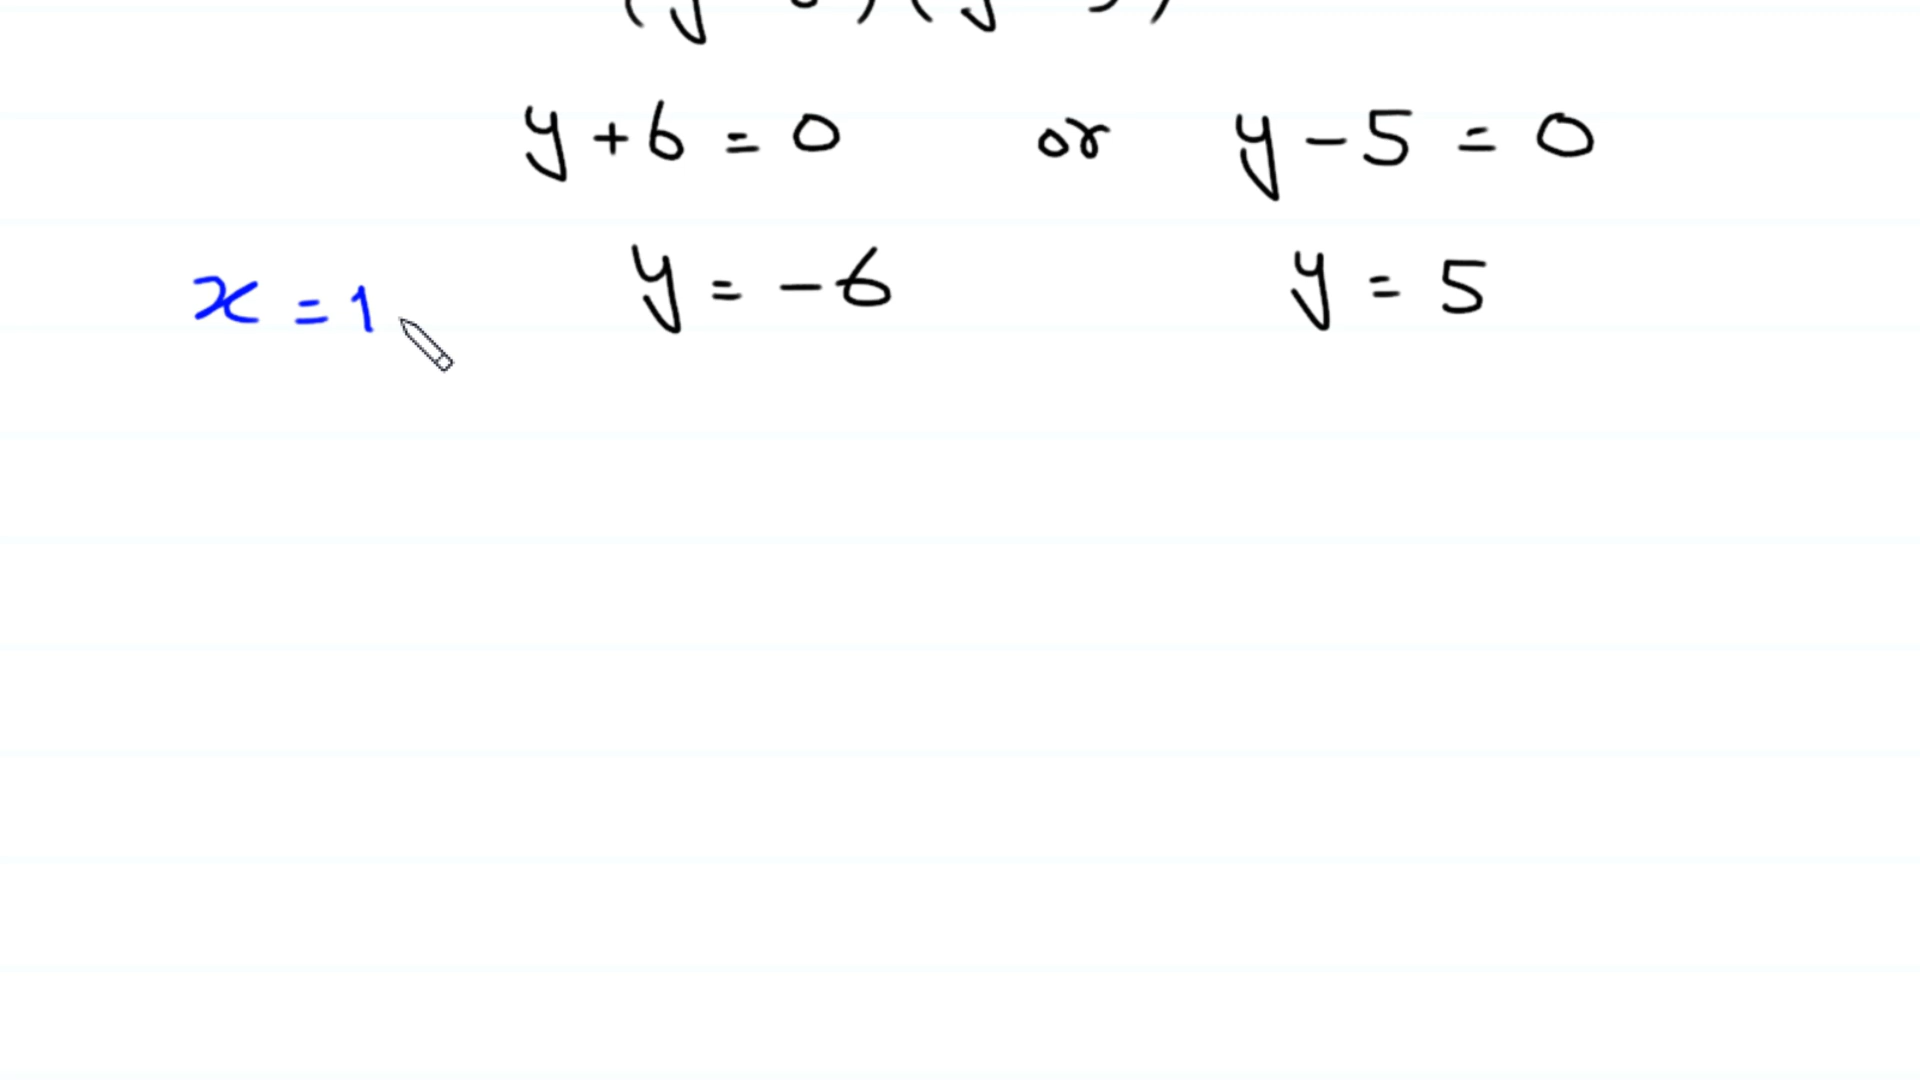 y + 6 = 0 or y - 5 = 0
x = 1 y = -6 y = 5